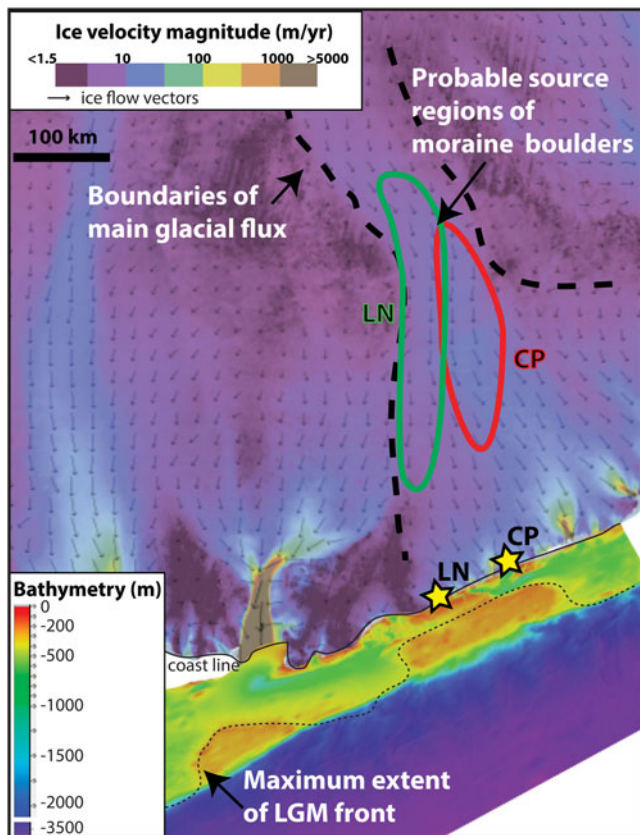 Ice velocity magnitude (m/yr)
<1.5 10 100 1000 >5000
ice flow vectors
100 km
Probable source
regions of
moraine boulders
Boundaries of
main glacial flux
LN
CP
CP
LN
Bathymetry (m)
0
-200
-500
-1000
-1500
-2000
-3500
coast line
Maximum extent
of LGM front